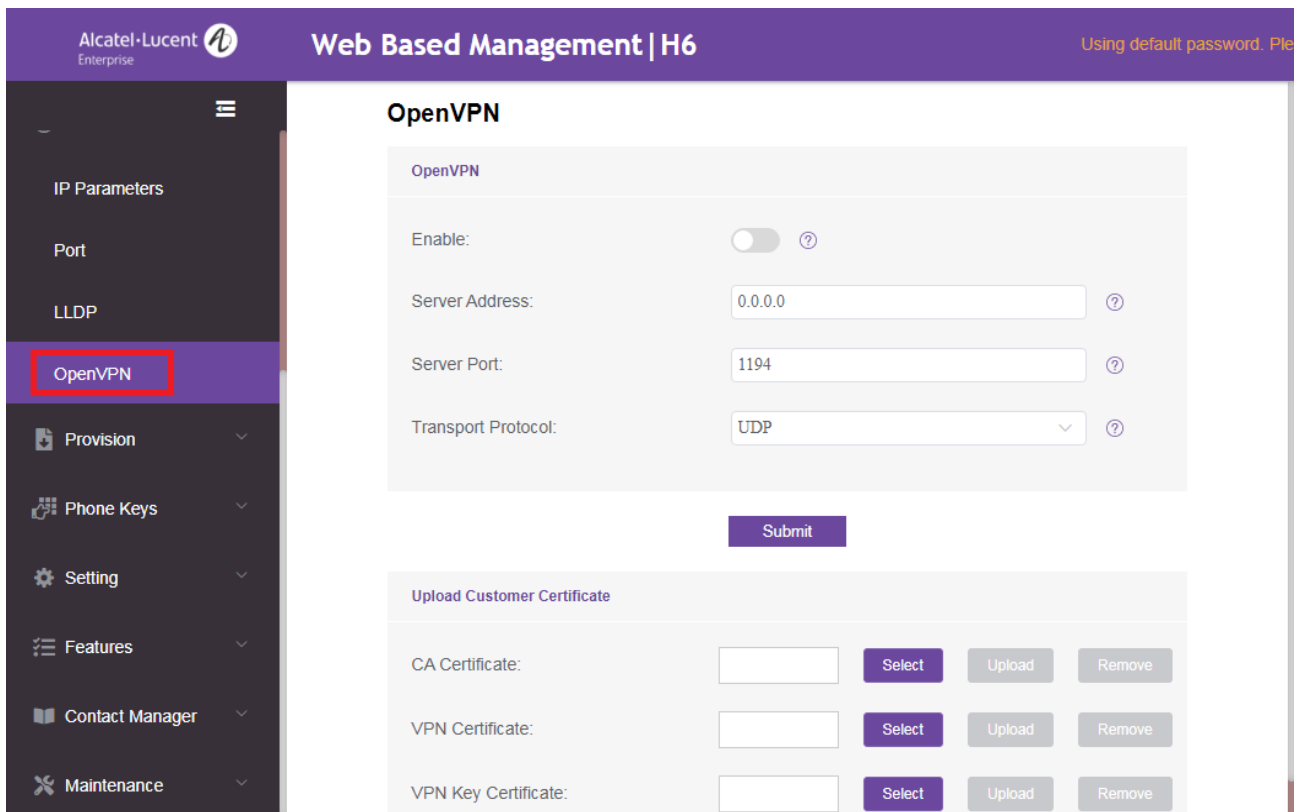 Alcatel·Lucent
Enterprise
Web Based Management|H6
Using default password. Ple
OpenVPN
IP Parameters
Port
LLDP
OpenVPN
Provision
Phone Keys
Setting
Features
Contact Manager
Maintenance
OpenVPN
Enable: ?
Server Address: 0.0.0.0 ?
Server Port: 1194 ?
Transport Protocol: UDP ?
Submit
Upload Customer Certificate
CA Certificate: Select Upload Remove
VPN Certificate: Select Upload Remove
VPN Key Certificate: Select Upload Remove